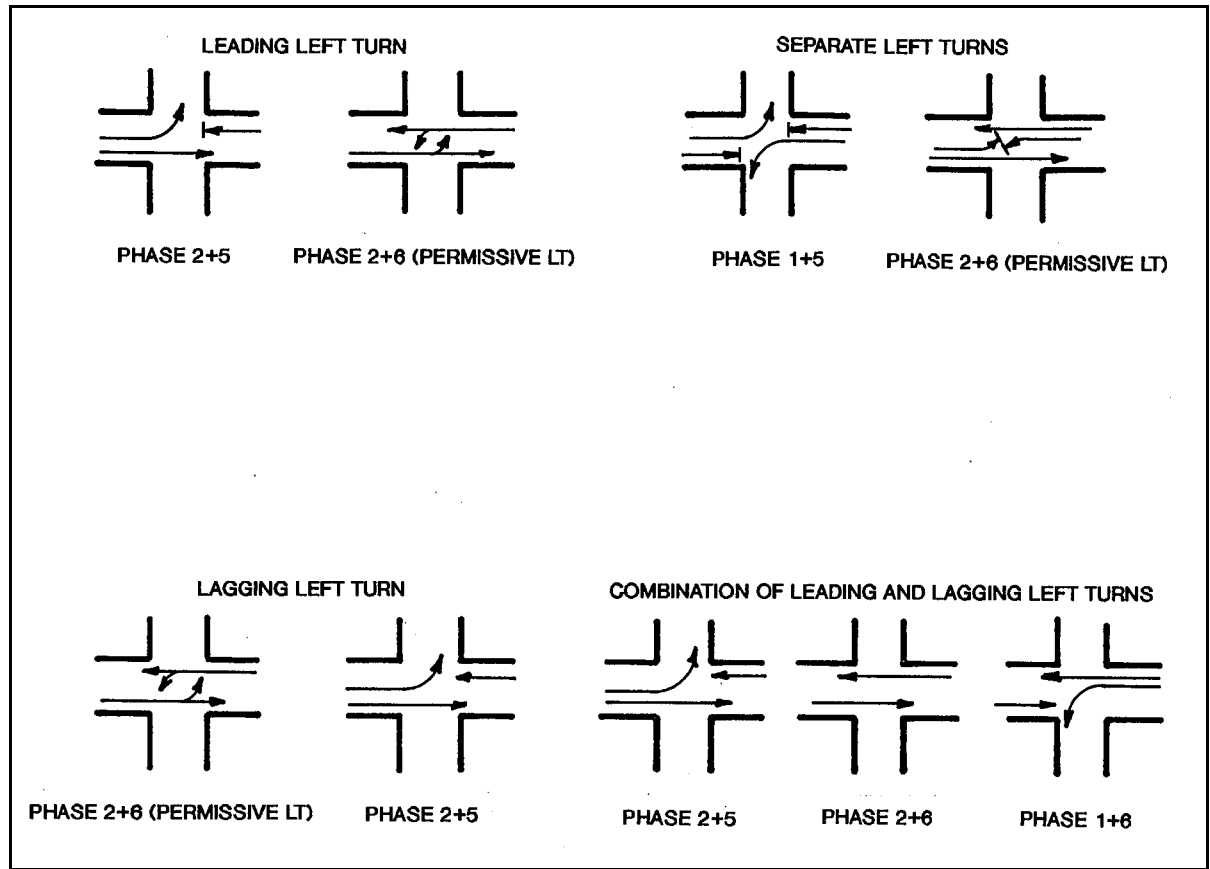 LEADING LEFT TURN
PHASE 2+5
PHASE 2+6 (PERMISSIVE LT)
SEPARATE LEFT TURNS
PHASE 1+5
PHASE 2+6 (PERMISSIVE LT)
LAGGING LEFT TURN
PHASE 2+6 (PERMISSIVE LT)
PHASE 2+5
COMBINATION OF LEADING AND LAGGING LEFT TURNS
PHASE 2+5
PHASE 2+6
PHASE 1+6